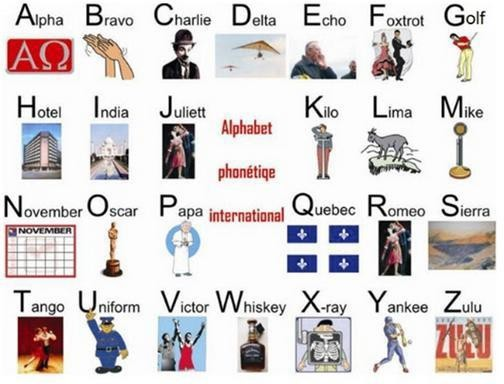 Alpha Bravo Charlie Delta Echo Foxtrot Golf
ΑΩ
Hotel India Juliett Kilo Lima Mike
Alphabet
phonétiqe
international
November Oscar Papa Quebec Romeo Sierra
NOVEMBER
Tango Uniform Victor Whiskey X-ray Yankee Zulu
ZULU